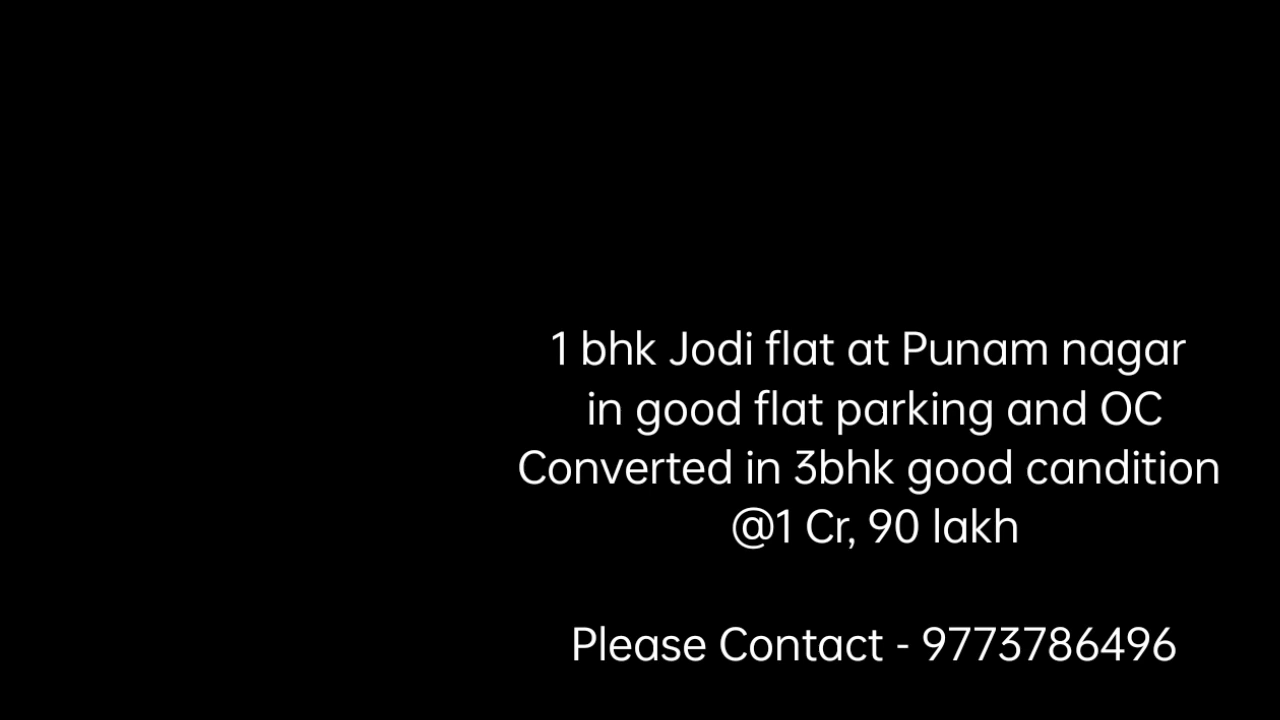 1 bhk Jodi flat at Punam nagar
in good flat parking and OC
Converted in 3bhk good candition
@1 Cr, 90 lakh
Please Contact - 9773786496